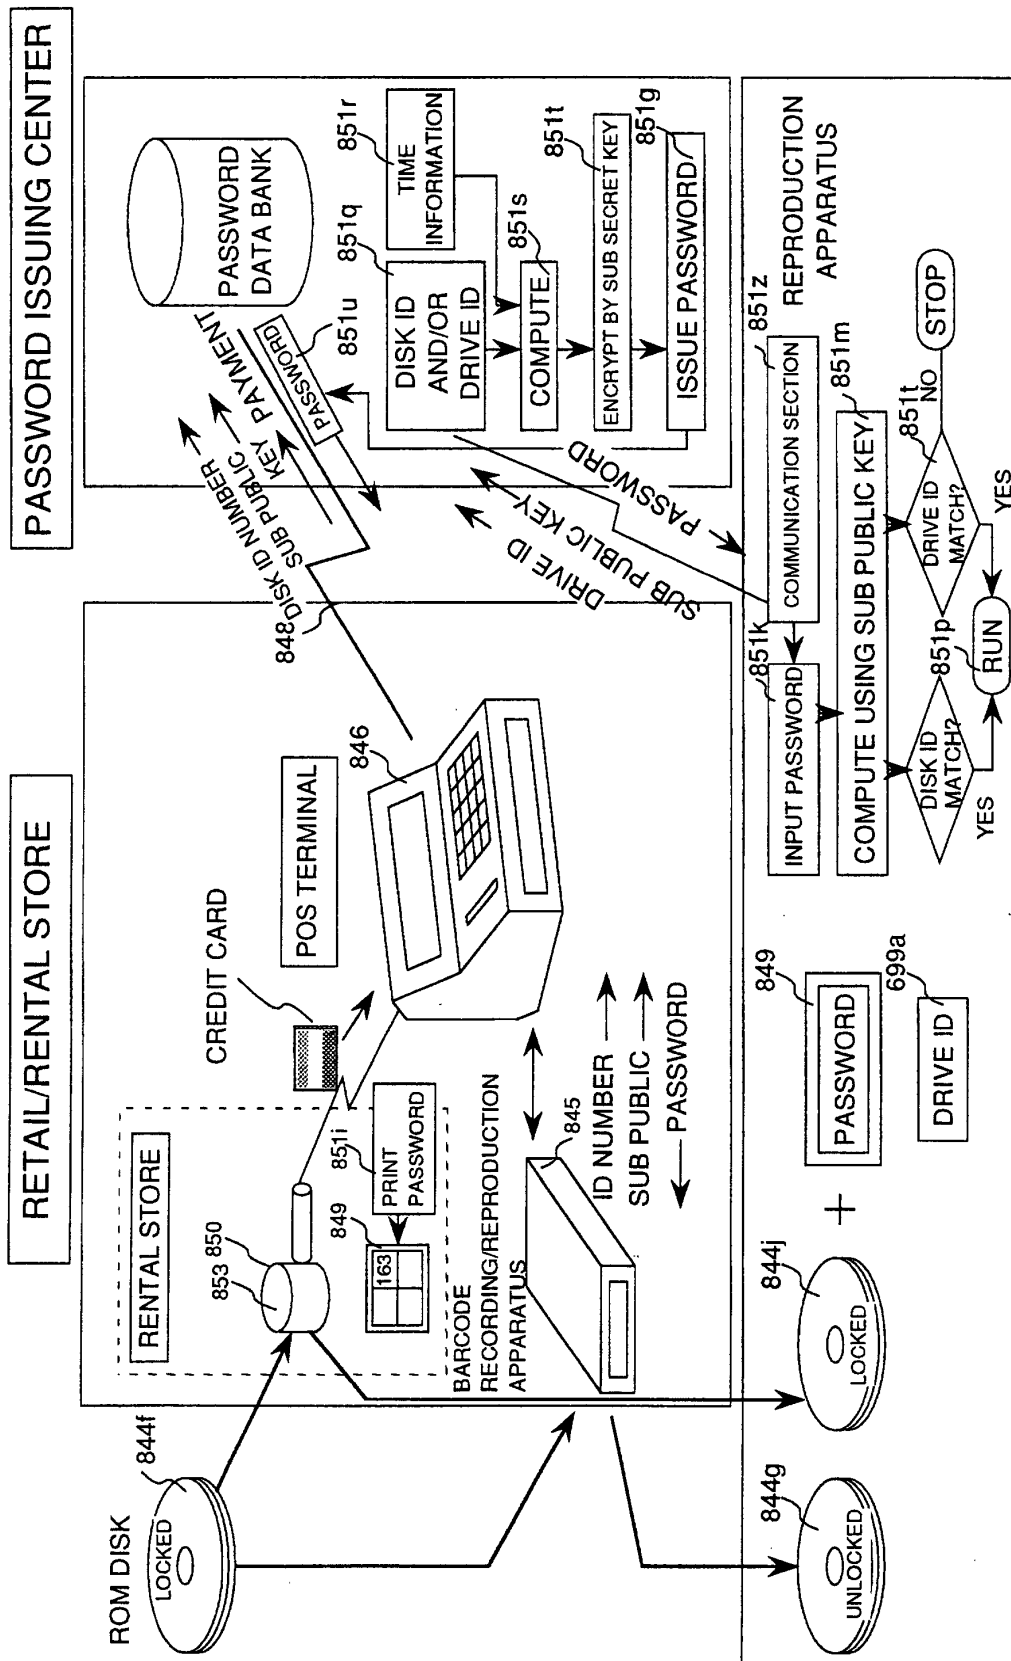 RETAIL/RENTAL STORE
PASSWORD ISSUING CENTER
ROM DISK
844f
LOCKED
RENTAL STORE
853
850
849
163
851i
PRINT
PASSWORD
CREDIT CARD
POS TERMINAL
846
BARCODE
RECORDING/REPRODUCTION
APPARATUS
845
ID NUMBER
SUB PUBLIC
PASSWORD
848
DISK ID NUMBER
SUB PUBLIC
KEY
PAYMENT
PASSWORD
851u
PASSWORD
DATA BANK
851q
DISK ID
AND/OR
DRIVE ID
851r
TIME
INFORMATION
851s
COMPUTE
851t
ENCRYPT BY SUB SECRET KEY
851g
ISSUE PASSWORD
DRIVE ID
SUB PUBLIC KEY
PASSWORD
844g
UNLOCKED
844j
LOCKED
+
849
PASSWORD
699a
DRIVE ID
REPRODUCTION
APPARATUS
851z
COMMUNICATION SECTION
851k
INPUT PASSWORD
851m
COMPUTE USING SUB PUBLIC KEY
DISK ID
MATCH?
YES
851p
RUN
851t
DRIVE ID
MATCH?
NO
YES
STOP